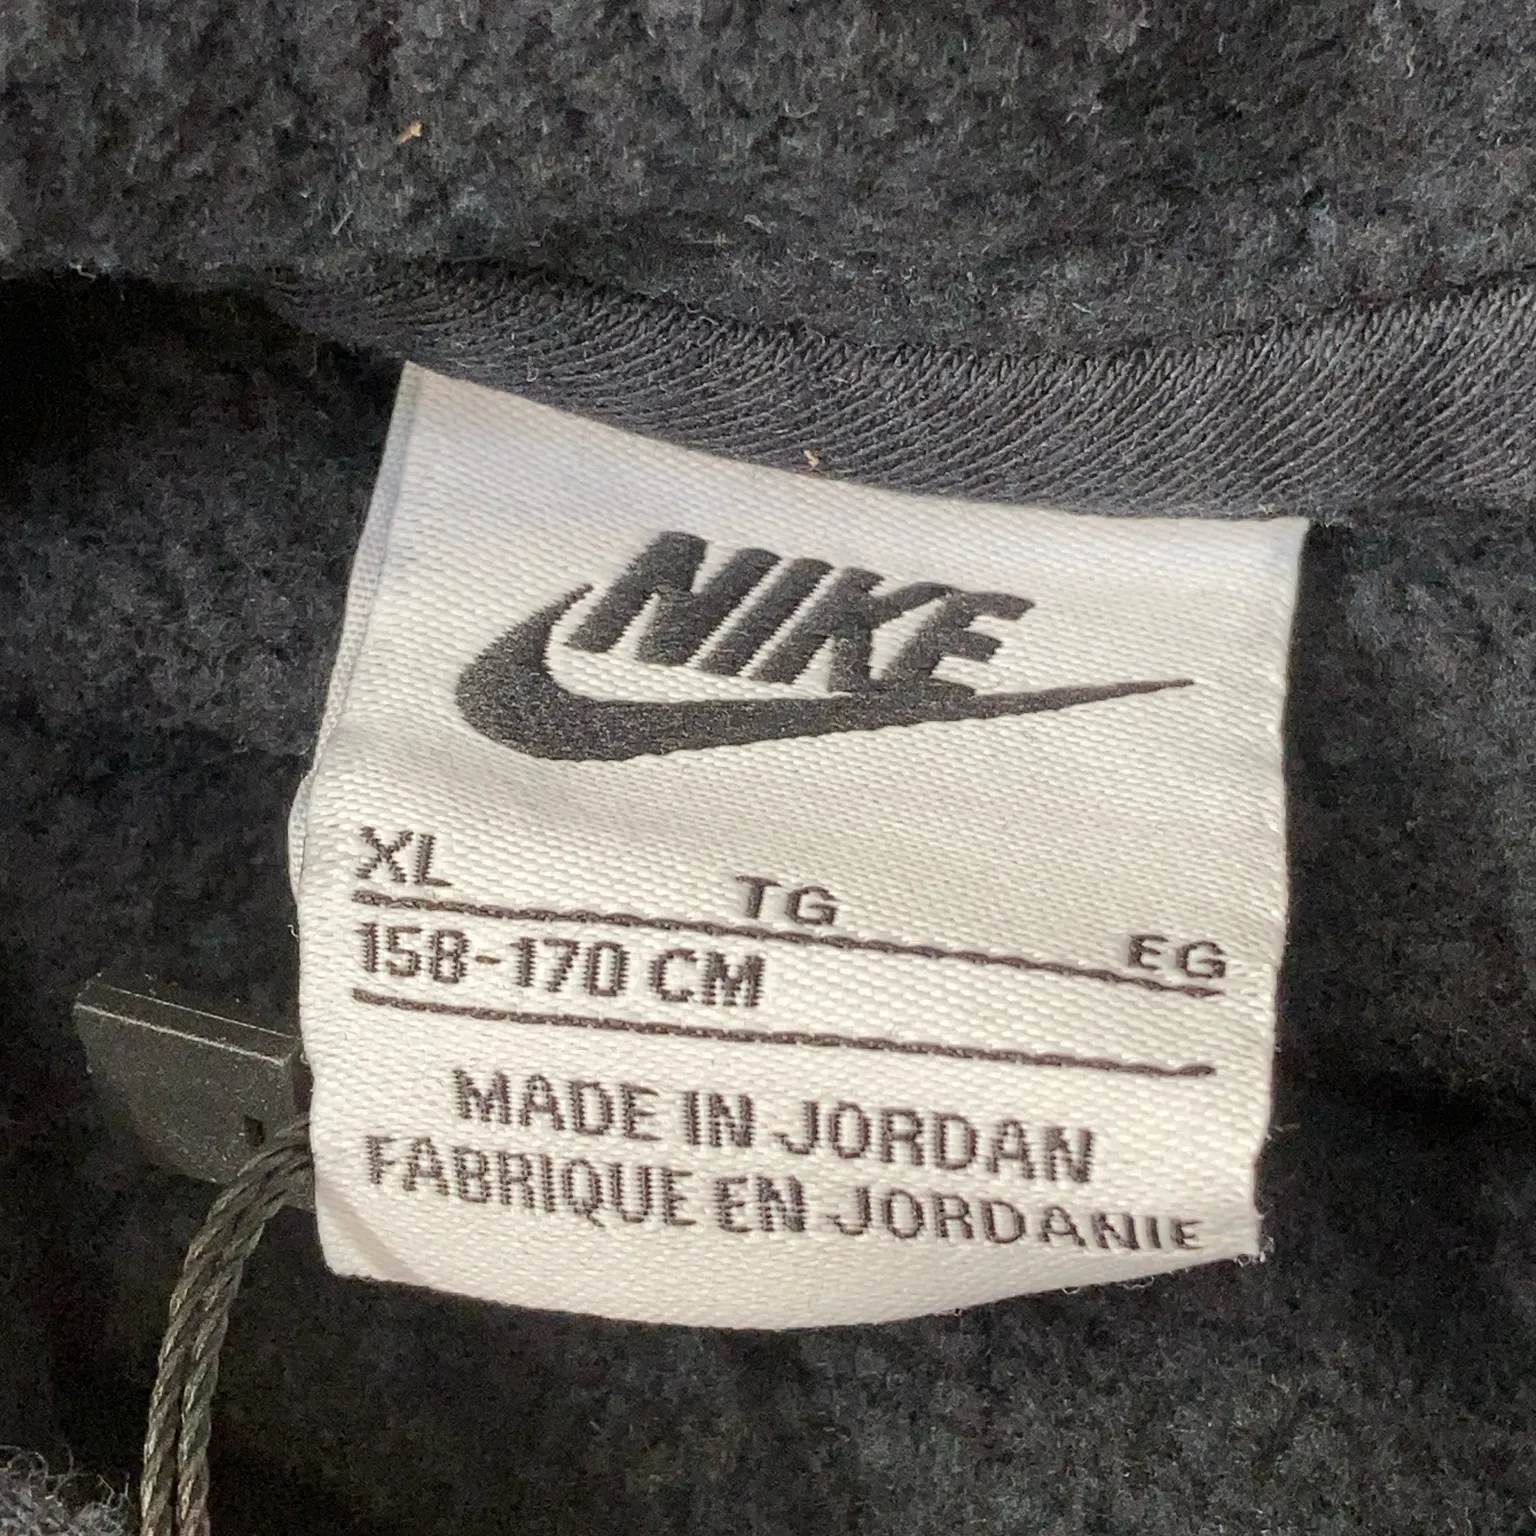 NIKE
XL TG EG
158-170 CM
MADE IN JORDAN
FABRIQUE EN JORDANIE